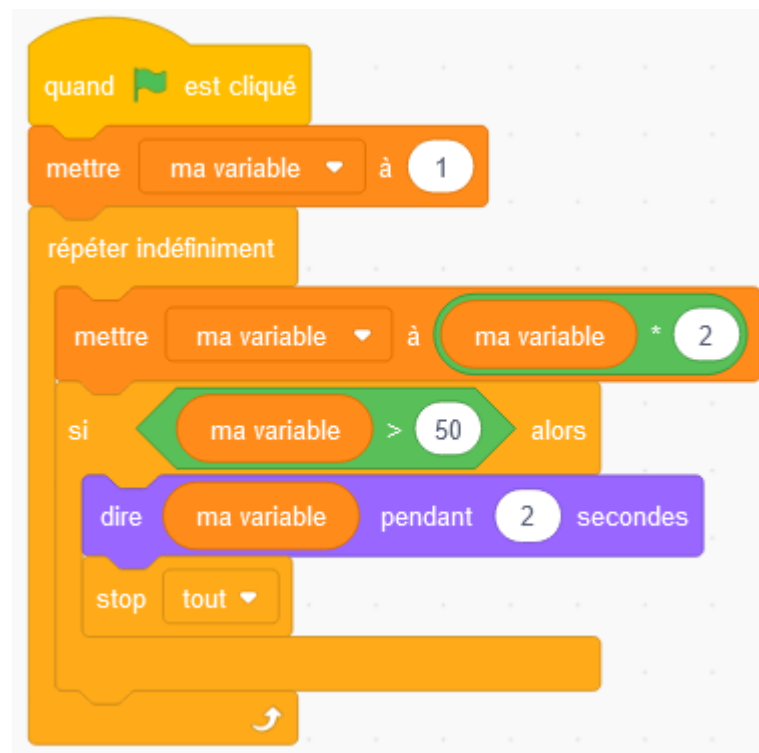 quand est cliqué
mettre ma variable à 1
répéter indéfiniment
mettre ma variable à ma variable * 2
si ma variable > 50 alors
dire ma variable pendant 2 secondes
stop tout